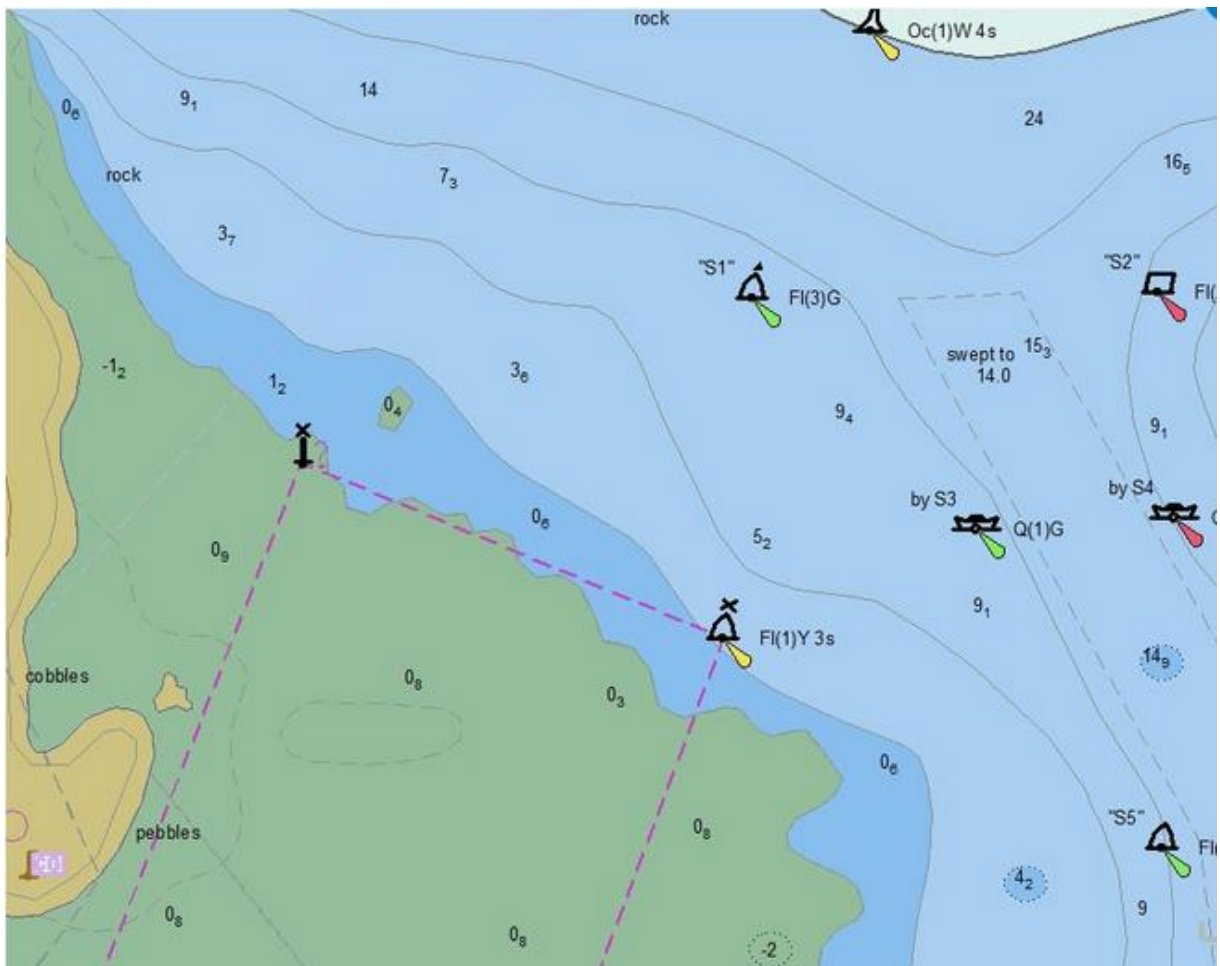 rock
Oc(1)W 4s
0₆
9₁
14
24
rock
7₃
16₅
3₇
"S1"
Fl(3)G
"S2"
swept to
14.0
15₃
-1₂
1₂
3₆
0₄
9₄
9₁
by S3
by S4
0₉
0₆
5₂
Q(1)G
9₁
Fl(1)Y 3s
14₉
cobbles
0₈
0₃
0₆
pebbles
0₈
"S5"
4₂
0₈
0₈
-2
9